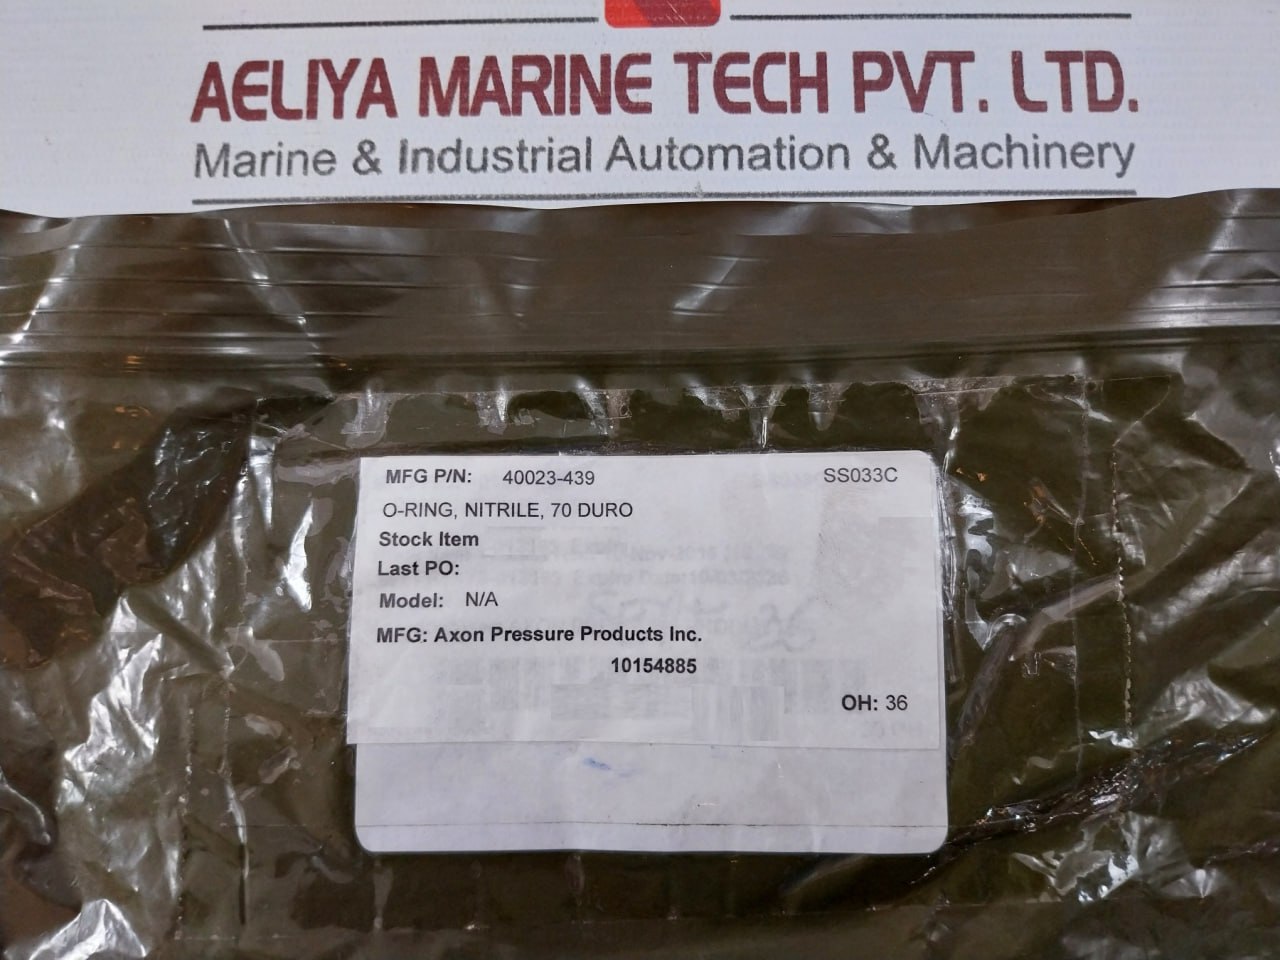 AELIYA MARINE TECH PVT. LTD.
Marine & Industrial Automation & Machinery
MFG P/N: 40023-439 SS033C
O-RING, NITRILE, 70 DURO
Stock Item
Last PO:
Model: N/A
MFG: Axon Pressure Products Inc.
10154885
OH: 36